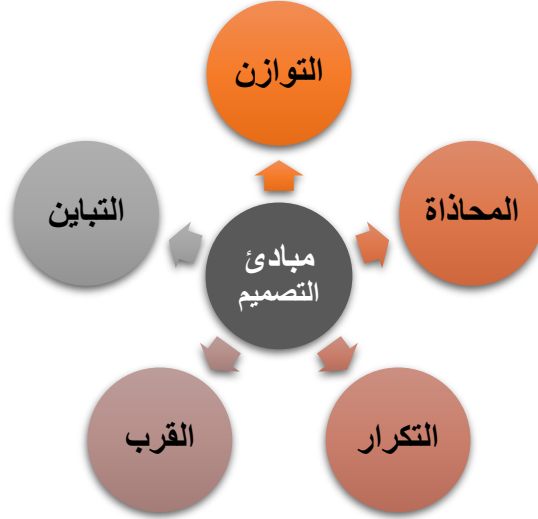 التوازن
المحاذاة
التباين
مبادئ
التصميم
التكرار
القرب